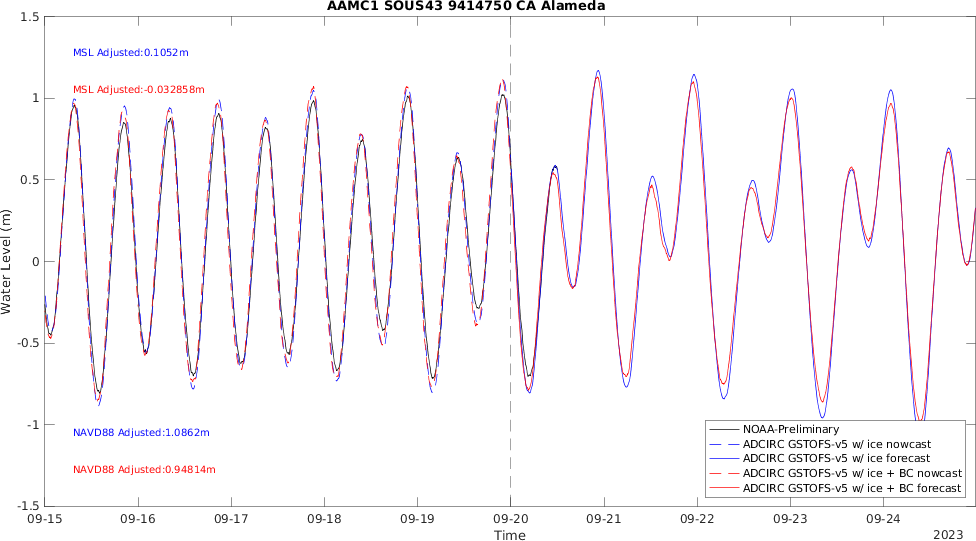 AAMC1 SOUS43 9414750 CA Alameda
1.5
1
0.5
0
-0.5
-1
-1.5
Water Level (m)
MSL Adjusted:0.1052m
MSL Adjusted:-0.032858m
NAVD88 Adjusted:1.0862m
NAVD88 Adjusted:0.94814m
NOAA-Preliminary
ADCIRC GSTOFS-v5 w/ ice nowcast
ADCIRC GSTOFS-v5 w/ ice forecast
ADCIRC GSTOFS-v5 w/ ice + BC nowcast
ADCIRC GSTOFS-v5 w/ ice + BC forecast
09-15 09-16 09-17 09-18 09-19 09-20 09-21 09-22 09-23 09-24
Time
2023